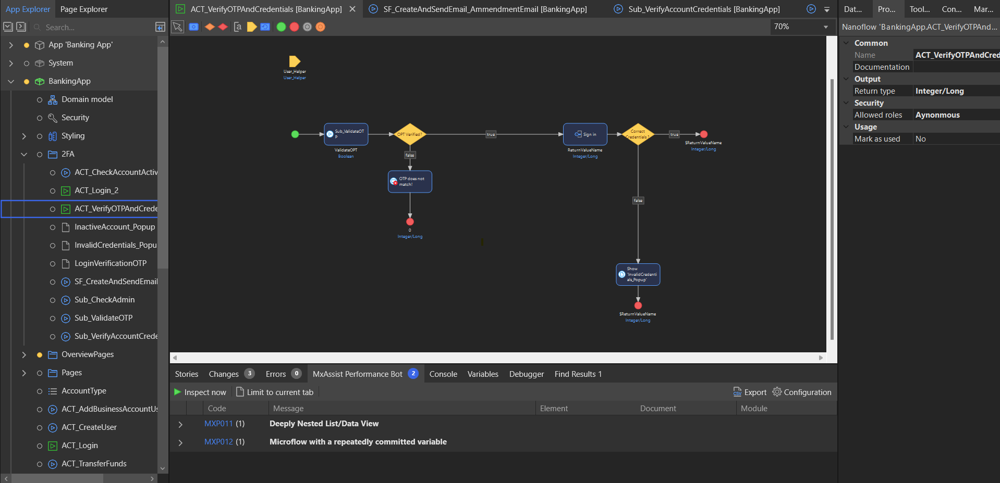 App Explorer
Page Explorer
Search...
App 'Banking App'
System
BankingApp
Domain model
Security
Styling
2FA
ACT_CheckAccountActiv
ACT_Login_2
ACT_VerifyOTPAndCrede
InactiveAccount_Popup
InvalidCredentials_Popu
LoginVerificationOTP
SF_CreateAndSendEmail
Sub_CheckAdmin
Sub_ValidateOTP
Sub_VerifyAccountCrede
OverviewPages
Pages
AccountType
ACT_AddBusinessAccountUs
ACT_CreateUser
ACT_Login
ACT_TransferFunds
ACT_VerifyOTPAndCredentials [BankingApp]
SF_CreateAndSendEmail_AmmendmentEmail [BankingApp]
Sub_VerifyAccountCredentials [BankingApp]
70%
User_Helper
User_Helper
Sub_ValidateOT
P
ValidateOPT
Boolean
OPT Verified?
true
false
OTP does not
match!
0
Integer/Long
Sign in
ReturnValueName
Integer/Long
Correct
Credentials ?
true
$ReturnValueName
Integer/Long
false
Show
'InvalidCredenti
als_Popup'
$ReturnValueName
Integer/Long
Stories
Changes 3
Errors 0
MxAssist Performance Bot 2
Console
Variables
Debugger
Find Results 1
Inspect now
Limit to current tab
Export
Configuration
Code
Message
Element
Document
Module
MXP011 (1)
Deeply Nested List/Data View
MXP012 (1)
Microflow with a repeatedly committed variable
Dat...
Pro...
Tool...
Con...
Mar...
Nanoflow 'BankingApp.ACT_VerifyOTPAnd...
Common
Name
ACT_VerifyOTPAndCred
Documentation
Output
Return type
Integer/Long
Security
Allowed roles
Aynonmous
Usage
Mark as used
No